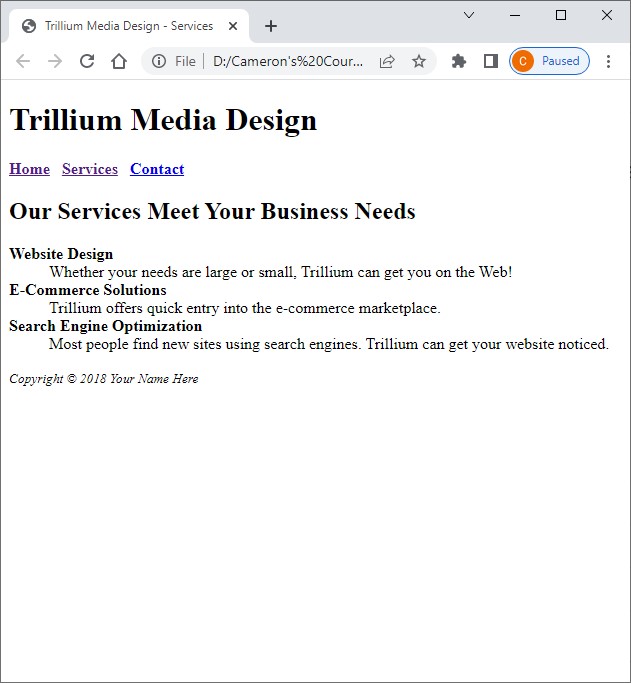 Trillium Media Design - Services
File D:/Cameron's%20Cour...
C Paused
Trillium Media Design
Home Services Contact
Our Services Meet Your Business Needs
Website Design
Whether your needs are large or small, Trillium can get you on the Web!
E-Commerce Solutions
Trillium offers quick entry into the e-commerce marketplace.
Search Engine Optimization
Most people find new sites using search engines. Trillium can get your website noticed.
Copyright © 2018 Your Name Here